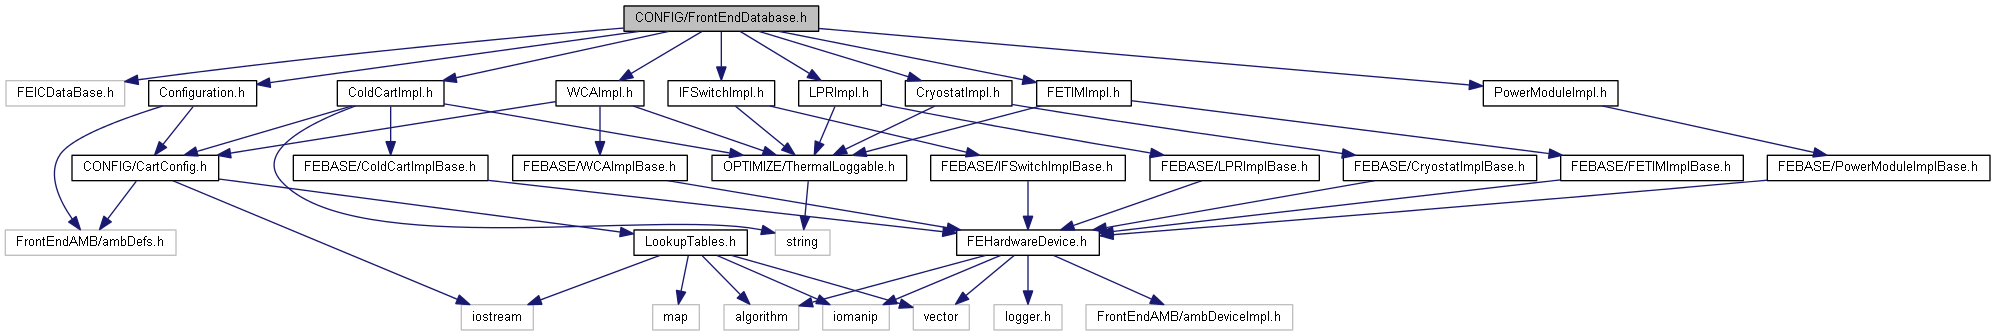 CONFIG/FrontEndDatabase.h
FEICDataBase.h
Configuration.h
ColdCartImpl.h
WCAImpl.h
IFSwitchImpl.h
LPRImpl.h
CryostatImpl.h
FETIMImpl.h
PowerModuleImpl.h
CONFIG/CartConfig.h
FEBASE/ColdCartImplBase.h
FEBASE/WCAImplBase.h
OPTIMIZE/ThermalLoggable.h
FEBASE/IFSwitchImplBase.h
FEBASE/LPRImplBase.h
FEBASE/CryostatImplBase.h
FEBASE/FETIMImplBase.h
FEBASE/PowerModuleImplBase.h
FrontEndAMB/ambDefs.h
LookupTables.h
string
FEHardwareDevice.h
iostream
map
algorithm
iomanip
vector
logger.h
FrontEndAMB/ambDeviceImpl.h